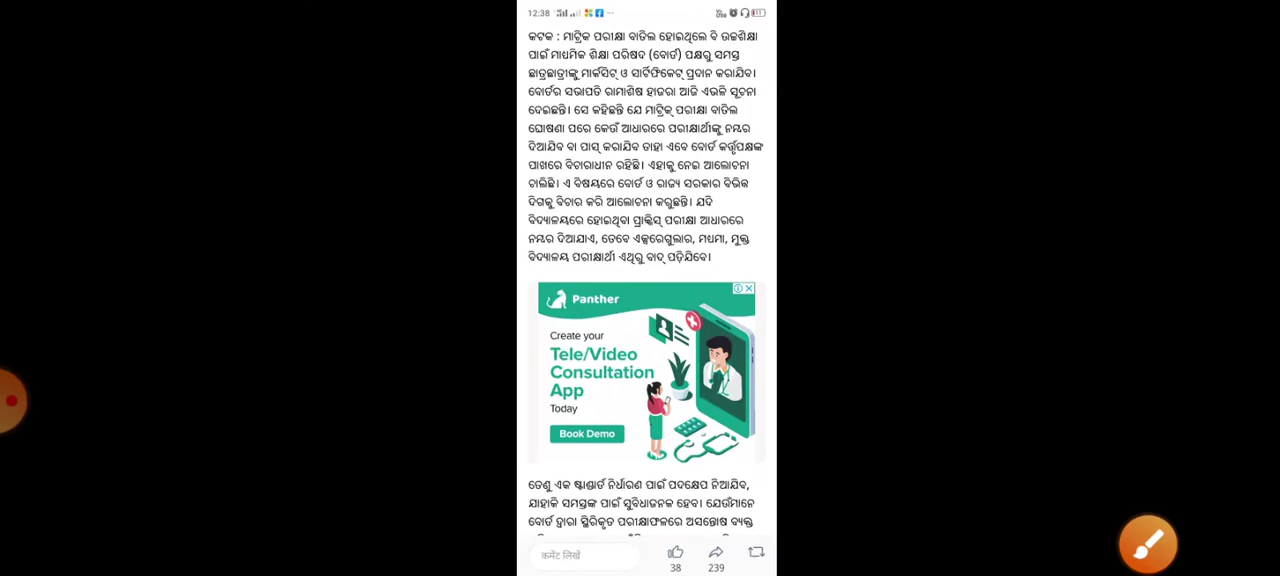 12:38
କଟକ : ମାଟ୍ରିକ ପରୀକ୍ଷା ବାତିଲ ହୋଇଥିଲେ ବି ଉଚ୍ଚଶିକ୍ଷା
ପାଇଁ ମାଧ୍ୟମିକ ଶିକ୍ଷା ପରିଷଦ (ବୋର୍ଡ) ପକ୍ଷରୁ ସମସ୍ତ
ଛାତ୍ରଛାତ୍ରୀଙ୍କୁ ମାର୍କସିଟ୍ ଓ ସାର୍ଟିଫିକେଟ୍ ପ୍ରଦାନ କରାଯିବ।
ବୋର୍ଡର ସଭାପତି ରାମାଶିଷ ହାଜରା ଆଜି ଏଭଳି ସୂଚନା
ଦେଇଛନ୍ତି। ସେ କହିଛନ୍ତି ଯେ ମାଟ୍ରିକ୍ ପରୀକ୍ଷା ବାତିଲ
ଘୋଷଣା ପରେ କେଉଁ ଆଧାରରେ ପରୀକ୍ଷାର୍ଥୀଙ୍କୁ ନମ୍ବର
ଦିଆଯିବ ବା ପାସ୍ କରାଯିବ ତାହା ଏବେ ବୋର୍ଡ କର୍ତ୍ତୃପକ୍ଷଙ୍କ
ପାଖରେ ବିଚାରାଧୀନ ରହିଛି। ଏହାକୁ ନେଇ ଆଲୋଚନା
ଚାଲିଛି। ଏ ବିଷୟରେ ବୋର୍ଡ ଓ ରାଜ୍ୟ ସରକାର ବିଭିନ୍ନ
ଦିଗକୁ ବିଚାର କରି ଆଲୋଚନା କରୁଛନ୍ତି। ଯଦି
ବିଦ୍ୟାଳୟରେ ହୋଇଥିବା ପ୍ରାକ୍ଟିସ୍ ପରୀକ୍ଷା ଆଧାରରେ
ନମ୍ବର ଦିଆଯାଏ, ତେବେ ଏକ୍ସରେଗୁଲାର, ମଧ୍ୟମା, ମୁକ୍ତ
ବିଦ୍ୟାଳୟ ପରୀକ୍ଷାର୍ଥୀ ଏଥିରୁ ବାଦ୍ ପଡ଼ିଯିବେ।
Panther
Create your
Tele/Video
Consultation
App
Today
Book Demo
ତେଣୁ ଏକ ଷ୍ଟାଣ୍ଡାର୍ଡ ନିର୍ଧାରଣ ପାଇଁ ପଦକ୍ଷେପ ନିଆଯିବ,
ଯାହାକି ସମସ୍ତଙ୍କ ପାଇଁ ସୁବିଧାଜନକ ହେବ। ଯେଉଁମାନେ
ବୋର୍ଡ ଦ୍ୱାରା ସ୍ଥିରିକୃତ ପରୀକ୍ଷାଫଳରେ ଅସନ୍ତୋଷ ବ୍ୟକ୍ତ
कमेंट लिखें
38
239